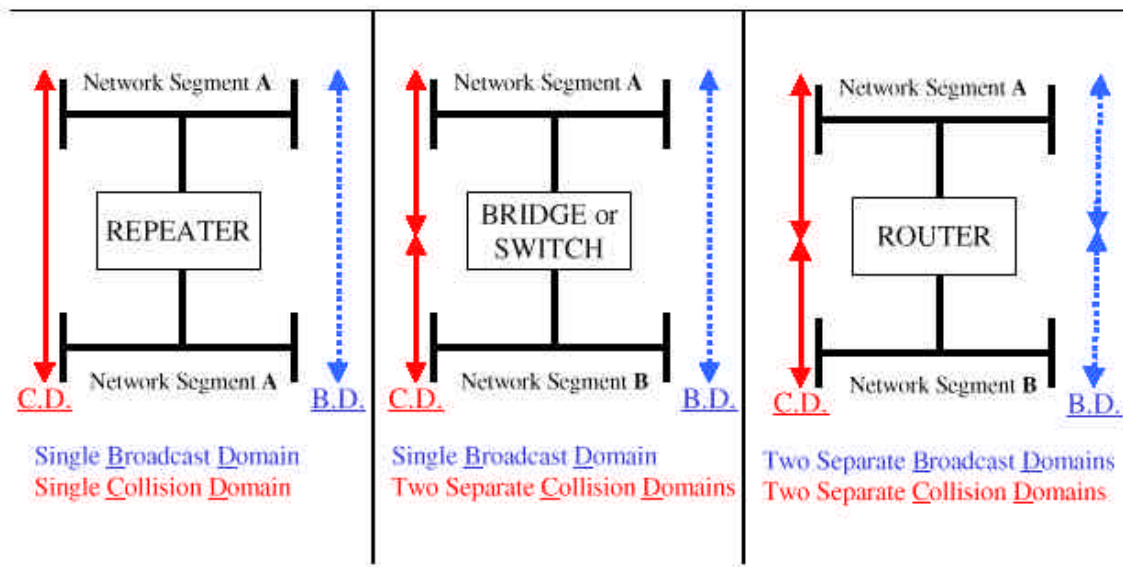 Network Segment A
REPEATER
Network Segment A
C.D.
B.D.
Single Broadcast Domain
Single Collision Domain
Network Segment A
BRIDGE or
SWITCH
Network Segment B
C.D.
B.D.
Single Broadcast Domain
Two Separate Collision Domains
Network Segment A
ROUTER
Network Segment B
C.D.
B.D.
Two Separate Broadcast Domains
Two Separate Collision Domains